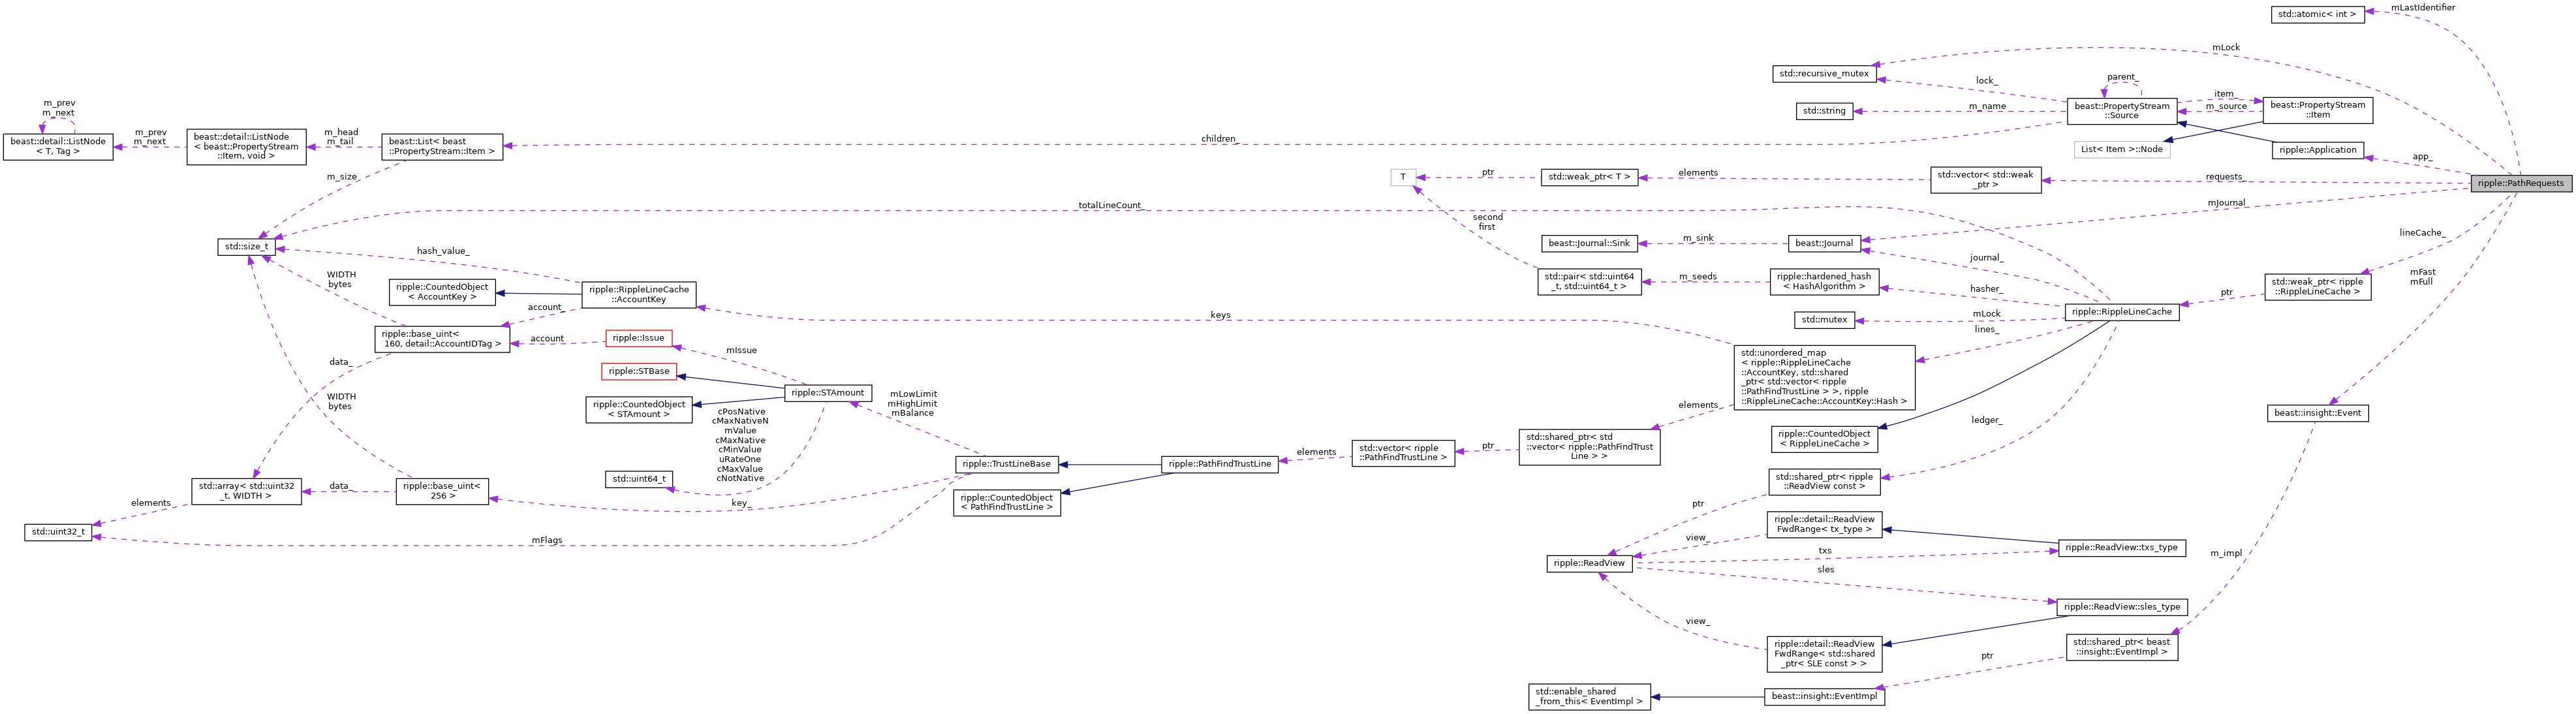 std::atomic< int >
mLastIdentifier
mLock
std::recursive_mutex
lock_
parent_
std::string
m_name
beast::PropertyStream
::Source
item_
m_source
beast::PropertyStream
::Item
m_prev
m_next
beast::detail::ListNode
< T, Tag >
m_prev
m_next
beast::detail::ListNode
< beast::PropertyStream
::Item, void >
m_head
m_tail
beast::List< beast
::PropertyStream::Item >
children_
List< Item >::Node
ripple::Application
app_
ripple::PathRequests
m_size
T
ptr
std::weak_ptr< T >
elements
std::vector< std::weak
_ptr >
requests_
totalLineCount_
mJournal
second
first
std::size_t
hash_value_
beast::Journal::Sink
m_sink
beast::Journal
lineCache_
journal_
WIDTH
bytes
ripple::CountedObject
< AccountKey >
ripple::RippleLineCache
::AccountKey
std::pair< std::uint64
_t, std::uint64_t >
m_seeds
ripple::hardened_hash
< HashAlgorithm >
hasher_
ptr
std::weak_ptr< ripple
::RippleLineCache >
mFast
mFull
account_
keys
std::mutex
mLock
ripple::RippleLineCache
lines_
ripple::base_uint<
160, detail::AccountIDTag >
account
ripple::Issue
mIssue
data_
ripple::STBase
std::unordered_map
< ripple::RippleLineCache
::AccountKey, std::shared
_ptr< std::vector< ripple
::PathFindTrustLine > >, ripple
::RippleLineCache::AccountKey::Hash >
WIDTH
bytes
ripple::STAmount
ripple::CountedObject
< STAmount >
mLowLimit
mHighLimit
mBalance
elements
ledger_
beast::insight::Event
cPosNative
cMaxNativeN
mValue
cMaxNative
cMinValue
uRateOne
cMaxValue
cNotNative
ripple::CountedObject
< RippleLineCache >
std::shared_ptr< std
::vector< ripple::PathFindTrust
Line > >
ptr
std::vector< ripple
::PathFindTrustLine >
elements
ripple::PathFindTrustLine
ripple::TrustLineBase
std::uint64_t
std::array< std::uint32
_t, WIDTH >
data_
ripple::base_uint<
256 >
key_
ripple::CountedObject
< PathFindTrustLine >
std::shared_ptr< ripple
::ReadView const >
ptr
elements
std::uint32_t
mFlags
ripple::detail::ReadView
FwdRange< tx_type >
view_
txs
ripple::ReadView::txs_type
ripple::ReadView
sles
m_impl
ripple::ReadView::sles_type
view_
ripple::detail::ReadView
FwdRange< std::shared
_ptr< SLE const > >
std::shared_ptr< beast
::insight::EventImpl >
ptr
std::enable_shared
_from_this< EventImpl >
beast::insight::EventImpl